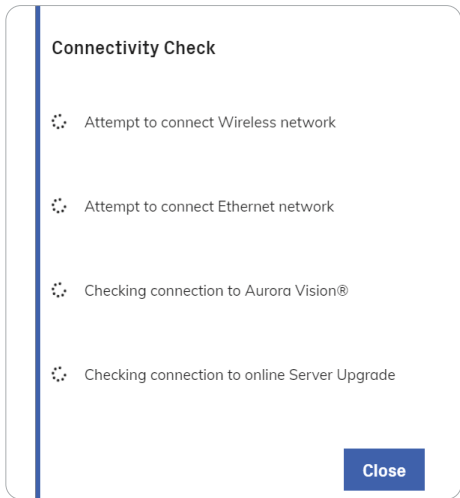 Connectivity Check
Attempt to connect Wireless network
Attempt to connect Ethernet network
Checking connection to Aurora Vision®
Checking connection to online Server Upgrade
Close